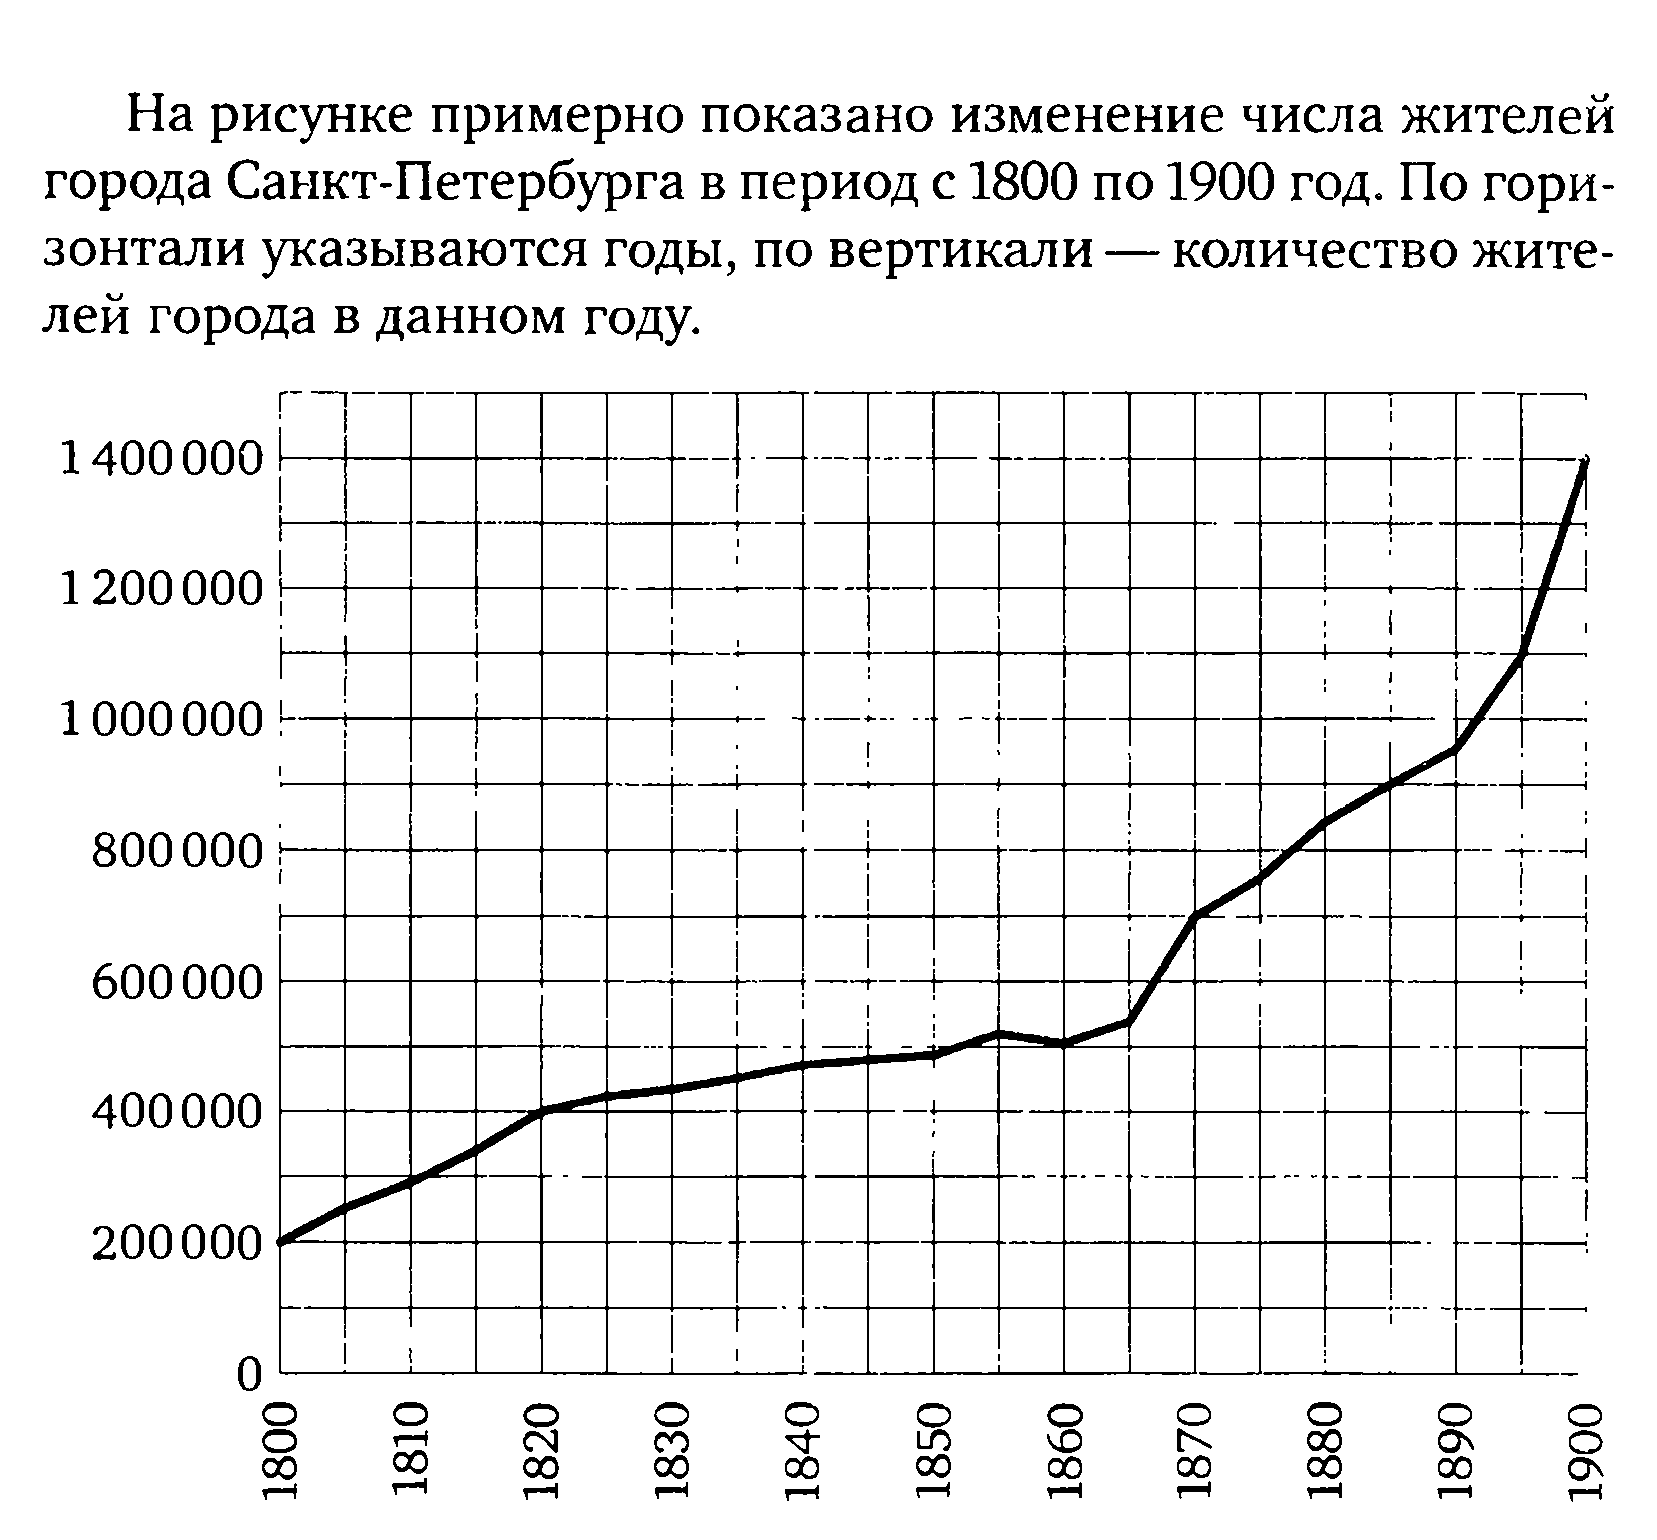 На рисунке примерно показано изменение числа жителей
города Санкт-Петербурга в период с 1800 по 1900 год. По гори-
зонтали указываются годы, по вертикали — количество жите-
лей города в данном году.
1 400 000
1 200 000
1 000 000
800 000
600 000
400 000
200 000
0
1800
1810
1820
1830
1840
1850
1860
1870
1880
1890
1900